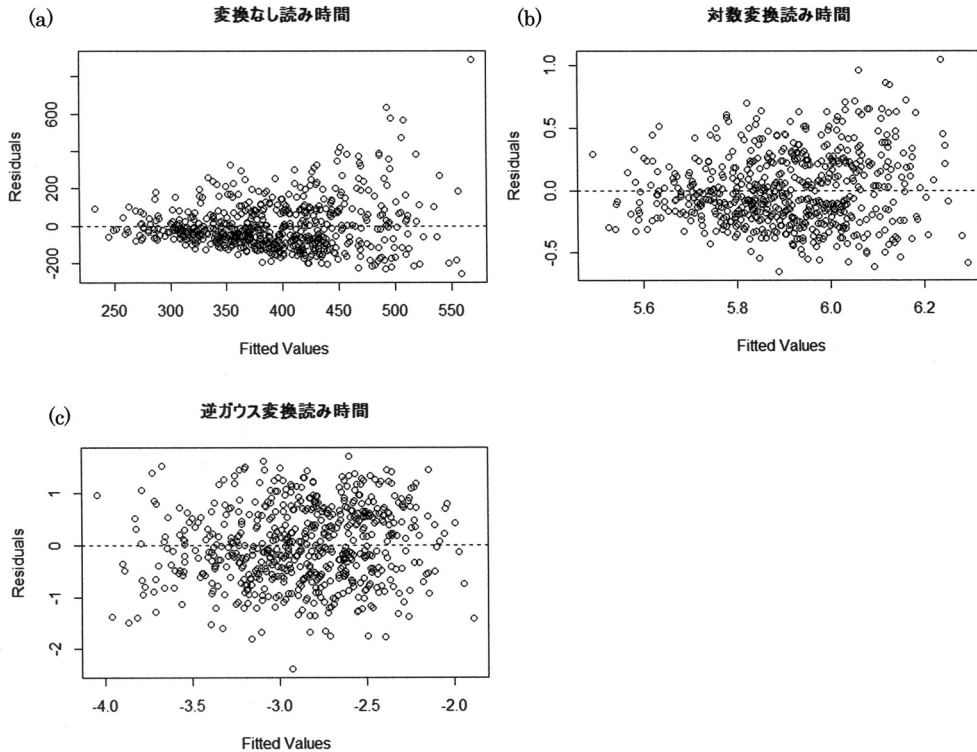 (a)
変換なし読み時間
Residuals
-200 0 200 600
250 300 350 400 450 500 550
Fitted Values
(b)
対数変換読み時間
Residuals
-0.5 0.0 0.5 1.0
5.6 5.8 6.0 6.2
Fitted Values
(c)
逆ガウス変換読み時間
Residuals
-2 -1 0 1
-4.0 -3.5 -3.0 -2.5 -2.0
Fitted Values